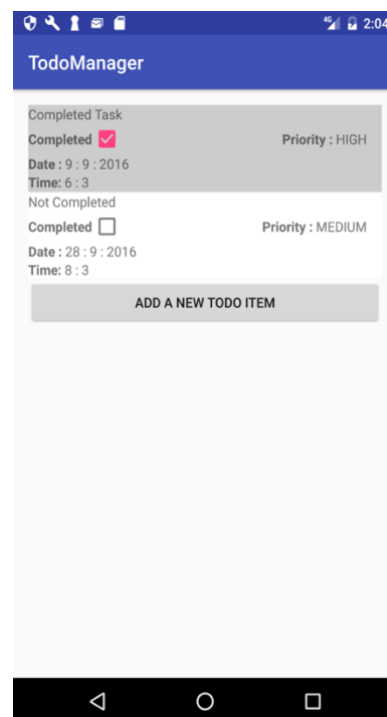 4G 2:04
TodoManager
Completed Task
Completed Priority : HIGH
Date : 9 : 9 : 2016
Time: 6 : 3
Not Completed
Completed Priority : MEDIUM
Date : 28 : 9 : 2016
Time: 8 : 3
ADD A NEW TODO ITEM